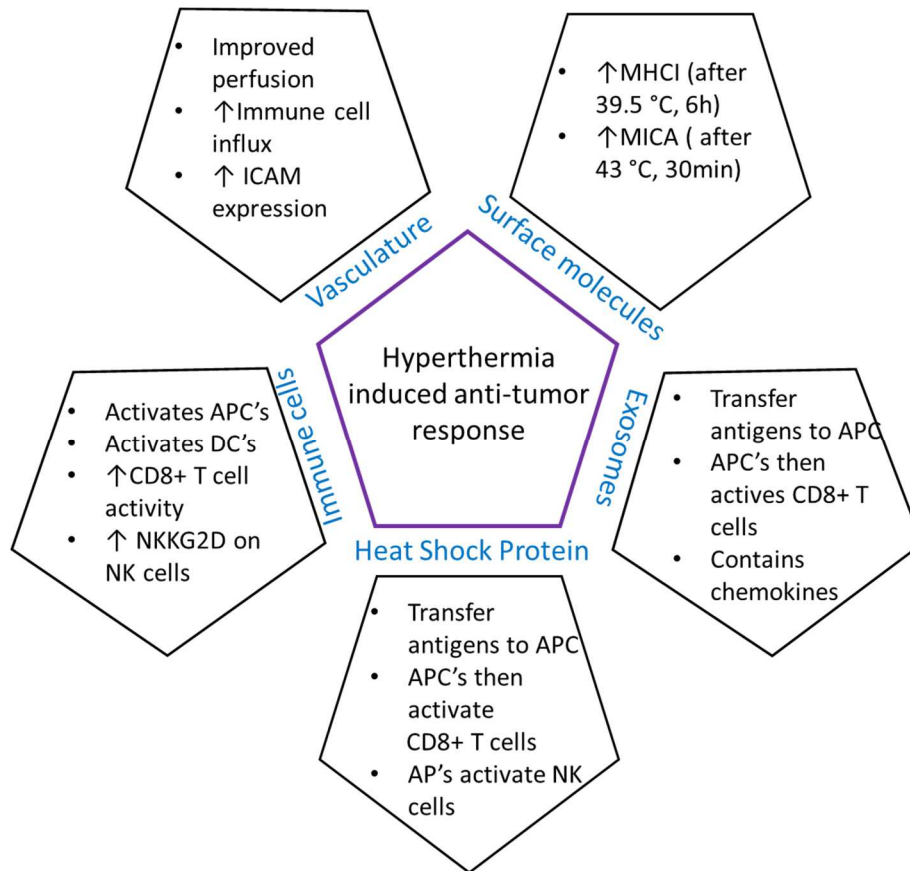 • Improved
perfusion
• ↑Immune cell
influx
• ↑ ICAM
expression
Vasculature
• ↑MHCI (after
39.5 °C, 6h)
• ↑MICA ( after
43 °C, 30min)
Surface molecules
Hyperthermia
induced anti-tumor
response
• Activates APC’s
• Activates DC’s
• ↑CD8+ T cell
activity
• ↑ NKKG2D on
NK cells
Immune cells
• Transfer
antigens to APC
• APC’s then
actives CD8+ T
cells
• Contains
chemokines
Exosomes
Heat Shock Protein
• Transfer
antigens to APC
• APC’s then
activate
CD8+ T cells
• AP’s activate NK
cells